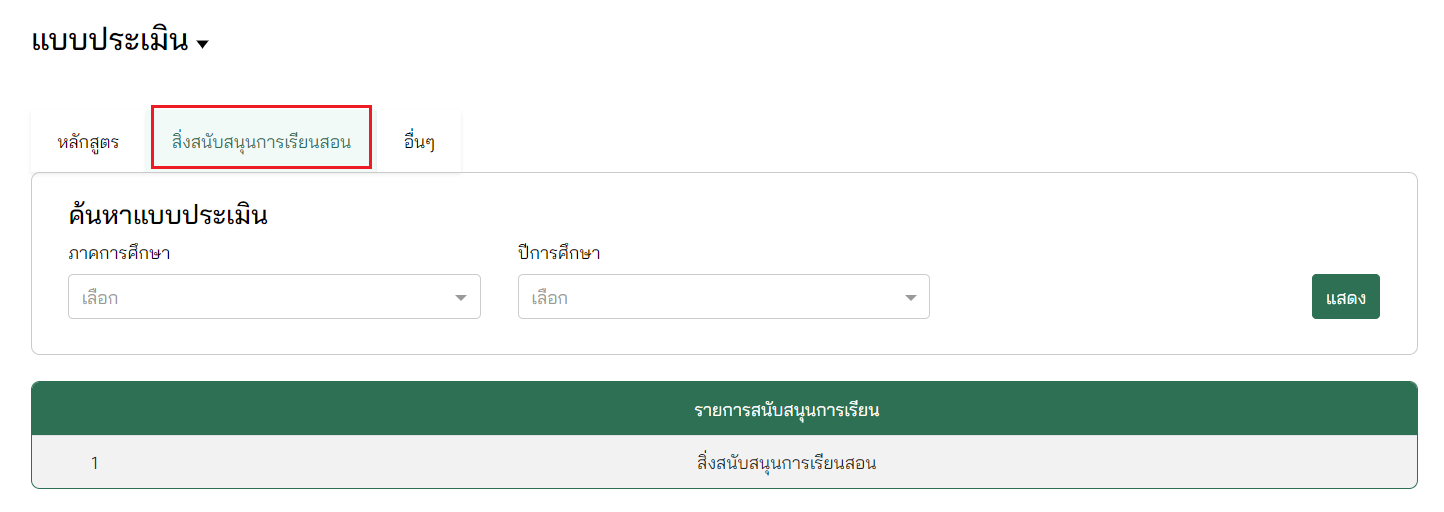 แบบประเมิน
หลักสูตร สิ่งสนับสนุนการเรียนสอน อื่นๆ
ค้นหาแบบประเมิน
ภาคการศึกษา ปีการศึกษา
เลือก เลือก แสดง
รายการสนับสนุนการเรียน
1 สิ่งสนับสนุนการเรียนสอน